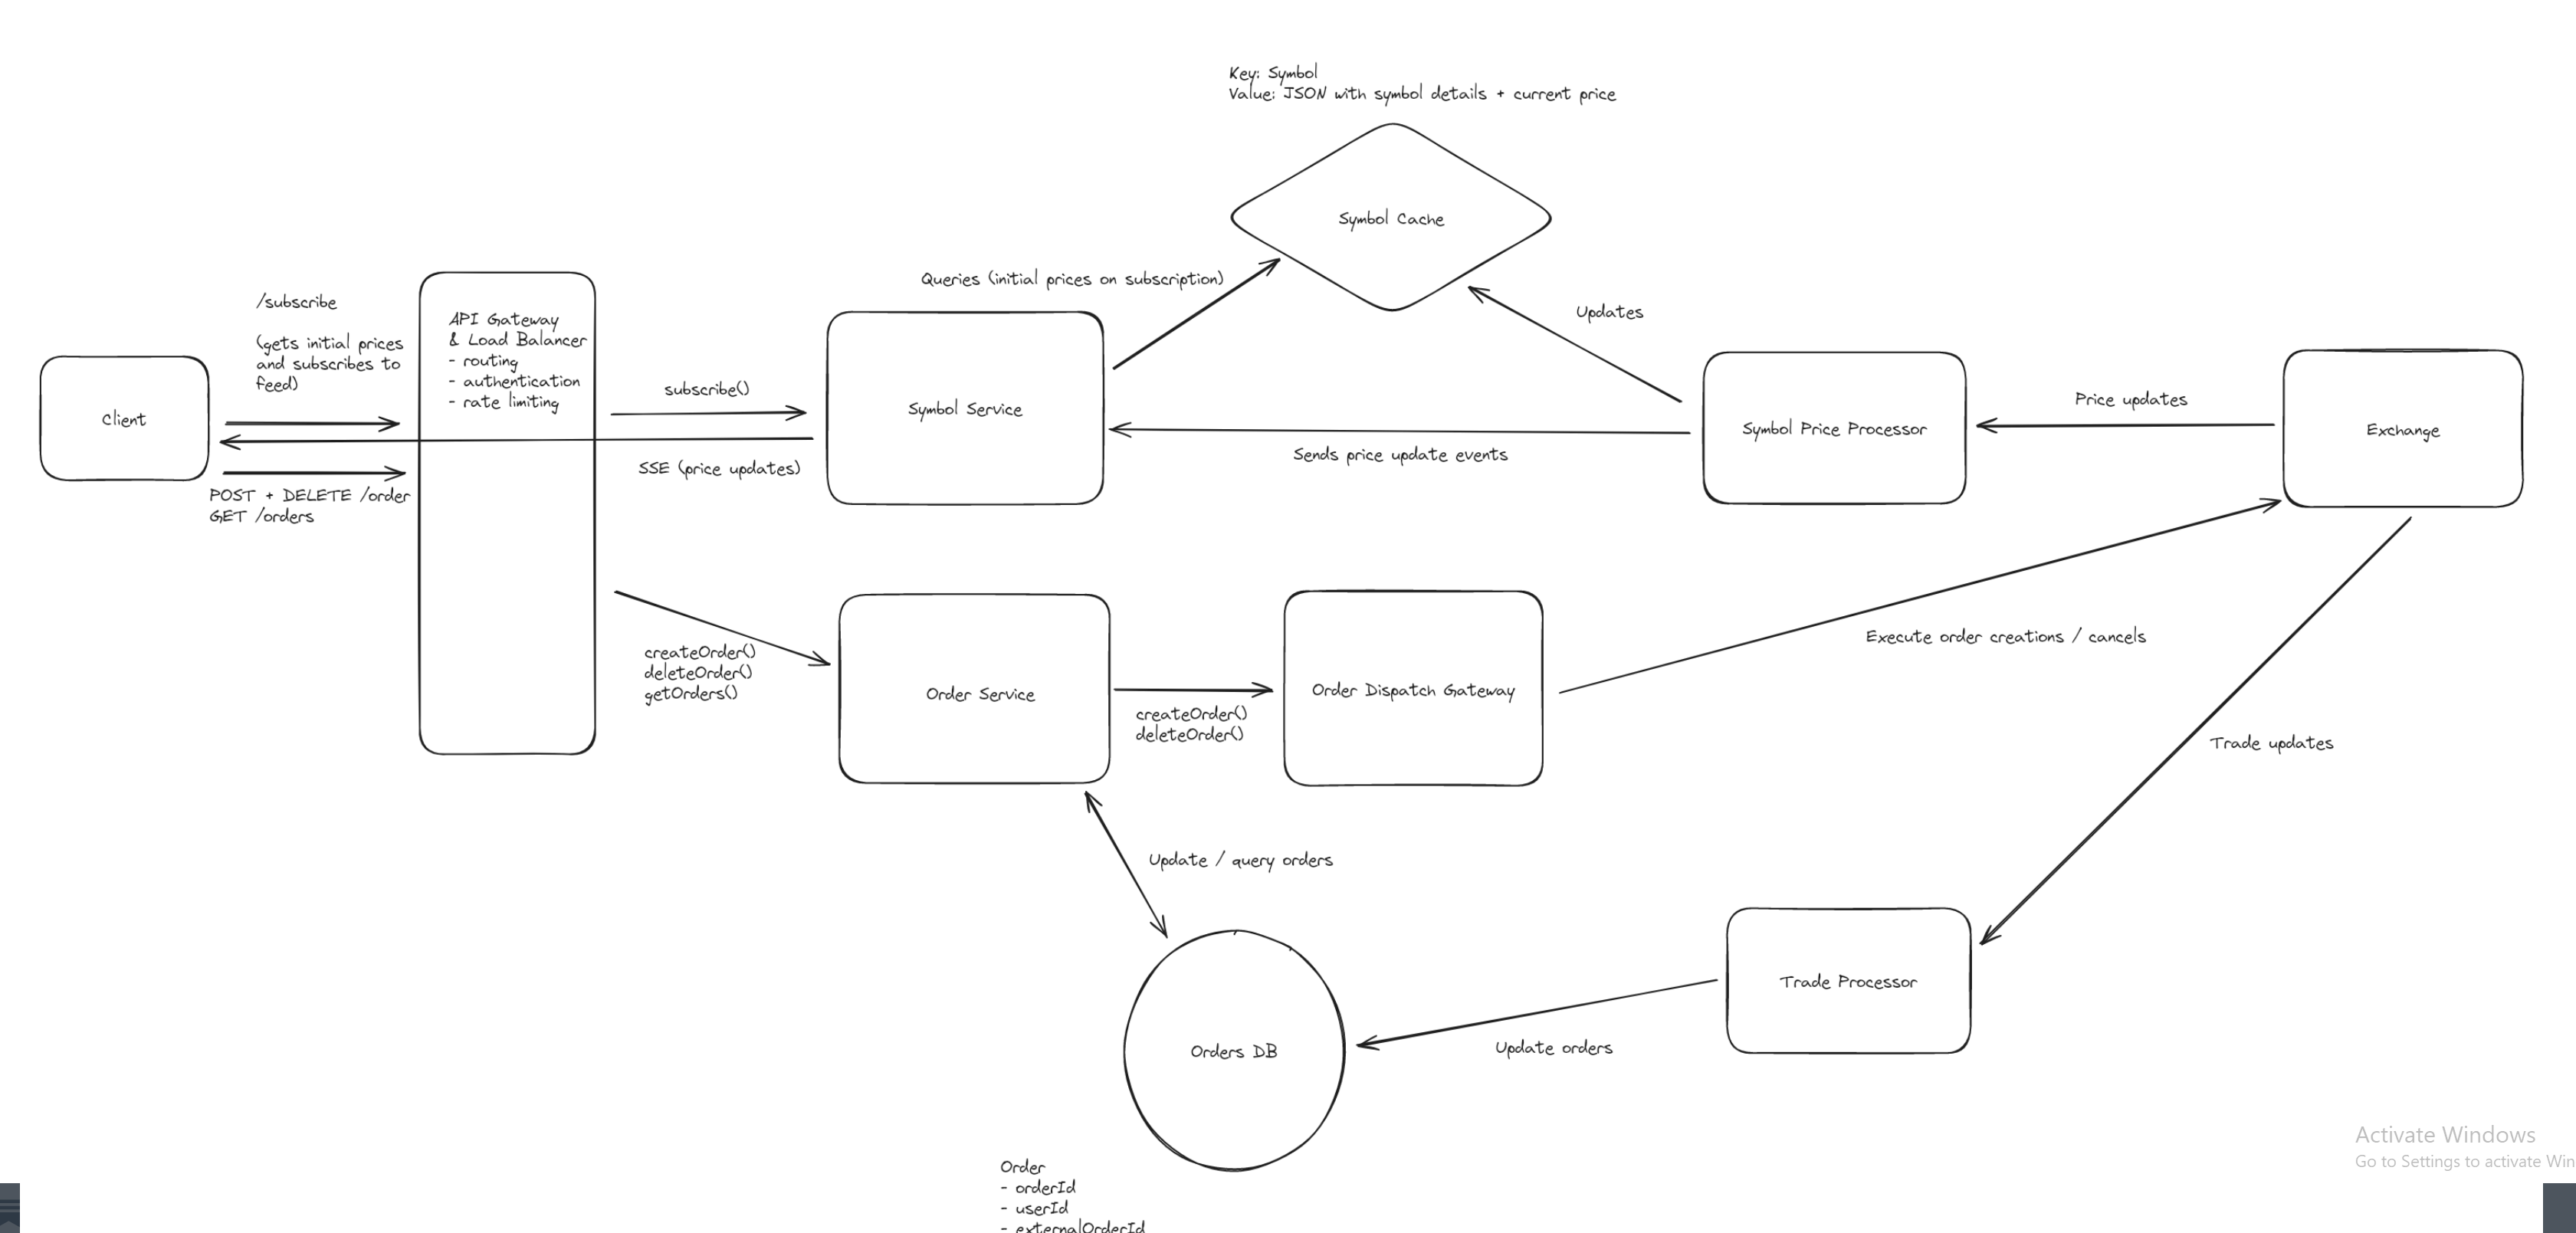 Key: Symbol
Value: JSON with symbol details + current price
Symbol Cache
Queries (initial prices on subscription)
Updates
/subscribe
(gets initial prices
and subscribes to
feed)
API Gateway
& Load Balancer
- routing
- authentication
- rate limiting
Client
subscribe()
Symbol Service
Symbol Price Processor
Price updates
Exchange
SSE (price updates)
Sends price update events
POST + DELETE /order
GET /orders
createOrder()
deleteOrder()
getOrders()
Order Service
createOrder()
deleteOrder()
Order Dispatch Gateway
Execute order creations / cancels
Trade updates
Update / query orders
Trade Processor
Orders DB
Update orders
Order
- orderId
- userId
- externalOrderId
Activate Windows
Go to Settings to activate Win